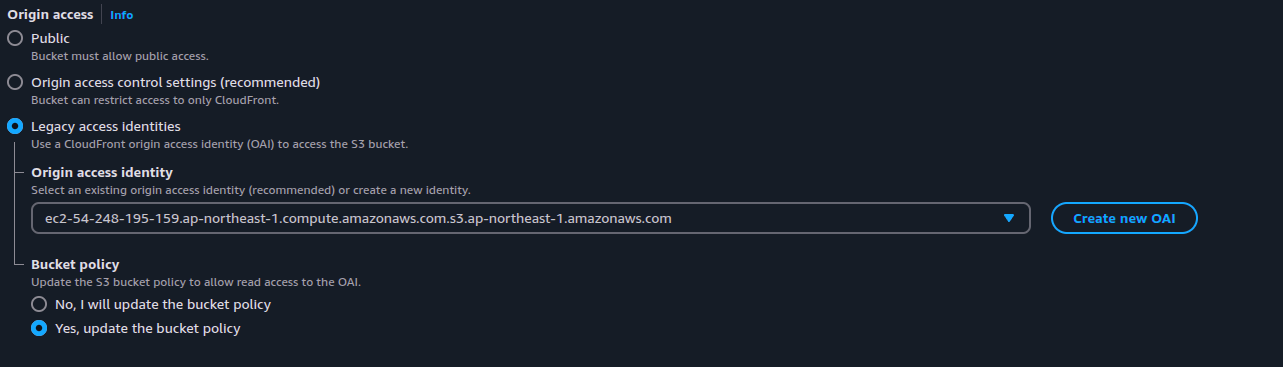 Origin access Info
Public
Bucket must allow public access.
Origin access control settings (recommended)
Bucket can restrict access to only CloudFront.
Legacy access identities
Use a CloudFront origin access identity (OAI) to access the S3 bucket.
Origin access identity
Select an existing origin access identity (recommended) or create a new identity.
ec2-54-248-195-159.ap-northeast-1.compute.amazonaws.com.s3.ap-northeast-1.amazonaws.com Create new OAI
Bucket policy
Update the S3 bucket policy to allow read access to the OAI.
No, I will update the bucket policy
Yes, update the bucket policy